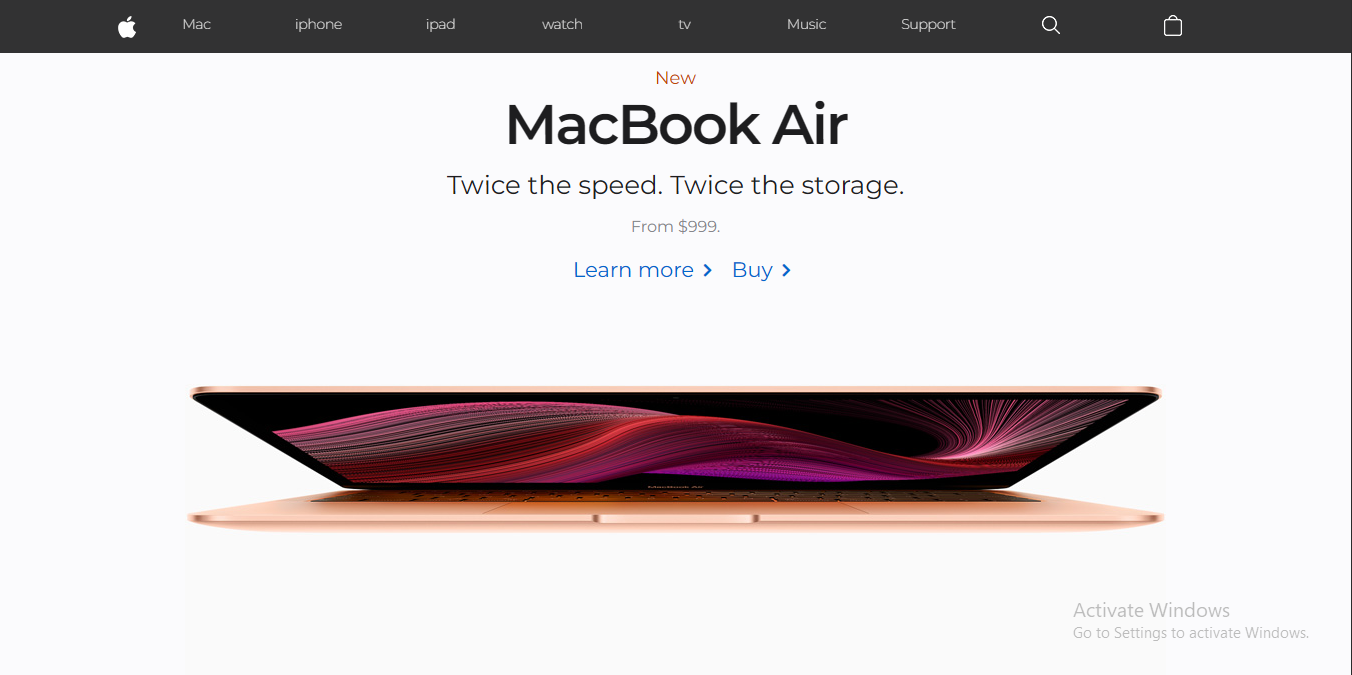 Mac iphone ipad watch tv Music Support
New
MacBook Air
Twice the speed. Twice the storage.
From $999.
Learn more Buy
MacBook Air
Activate Windows
Go to Settings to activate Windows.